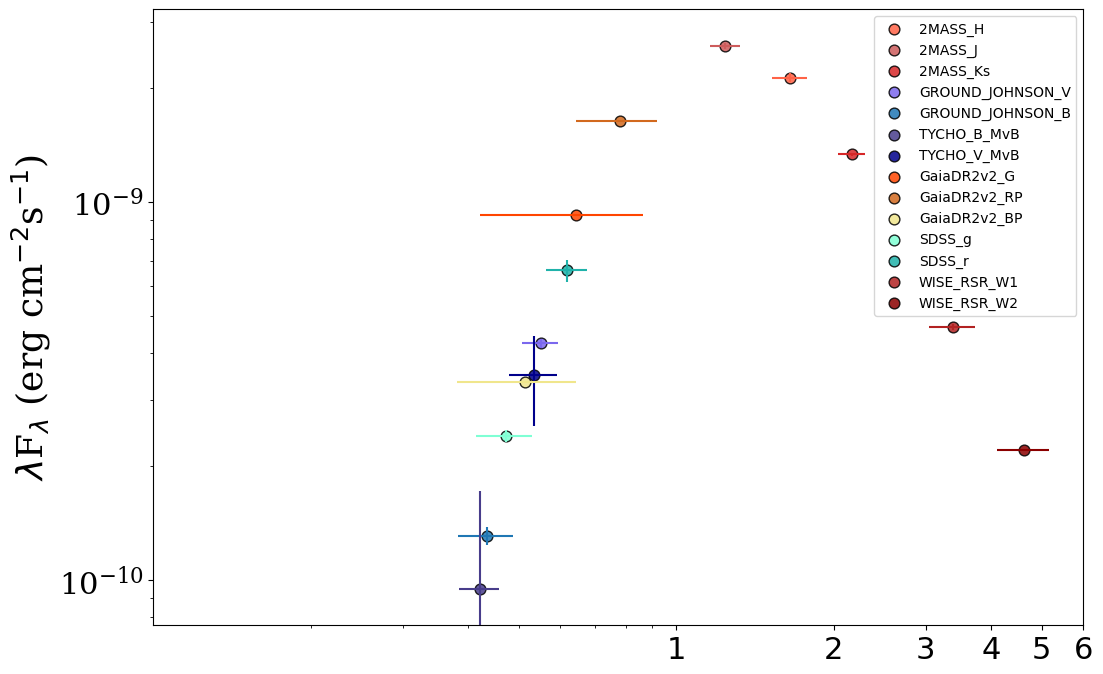 λF_λ (erg cm⁻²s⁻¹)
10⁻⁹
10⁻¹⁰
1 2 3 4 5 6
2MASS_H
2MASS_J
2MASS_Ks
GROUND_JOHNSON_V
GROUND_JOHNSON_B
TYCHO_B_MvB
TYCHO_V_MvB
GaiaDR2v2_G
GaiaDR2v2_RP
GaiaDR2v2_BP
SDSS_g
SDSS_r
WISE_RSR_W1
WISE_RSR_W2